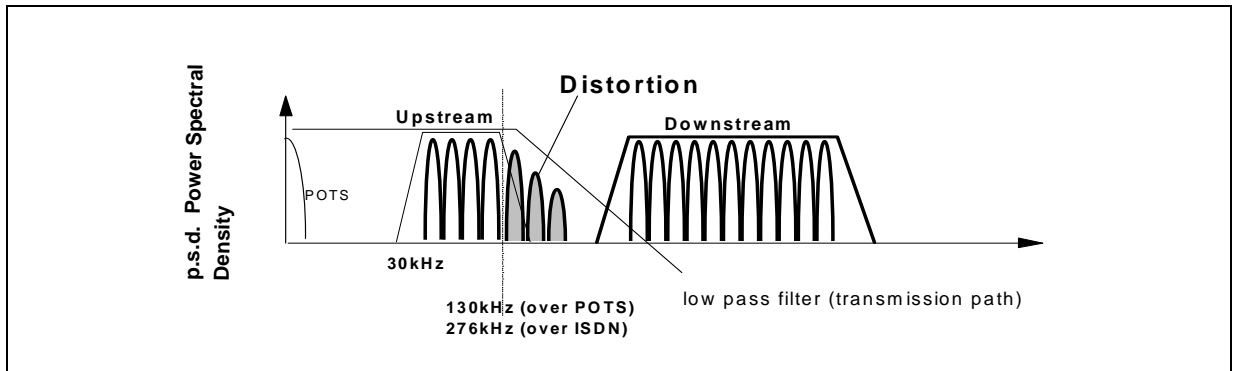 p.s.d. Power Spectral
Density
Distortion
Upstream
Downstream
POTS
30kHz
low pass filter (transmission path)
130kHz (over POTS)
276kHz (over ISDN)